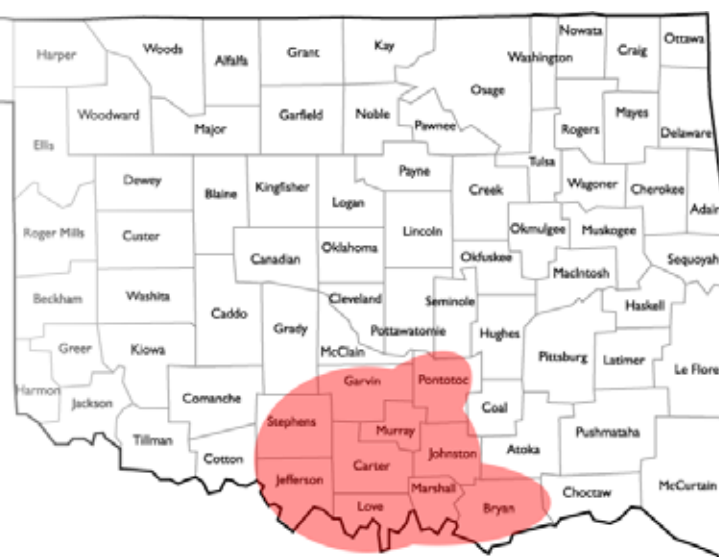 Harper
Woods
Alfalfa
Grant
Kay
Washington
Nowata
Craig
Ottawa
Osage
Woodward
Major
Garfield
Noble
Pawnee
Rogers
Mayes
Delaware
Ellis
Dewey
Blaine
Kingfisher
Logan
Payne
Creek
Tulsa
Wagoner
Cherokee
Adair
Roger Mills
Custer
Canadian
Oklahoma
Lincoln
Okfuskee
Okmulgee
Muskogee
Sequoyah
Beckham
Washita
Caddo
Grady
Cleveland
Pottawatomie
Seminole
Hughes
MacIntosh
Haskell
Greer
Kiowa
McClain
Pittsburg
Latimer
Le Flore
Harmon
Jackson
Comanche
Garvin
Pontotoc
Coal
Tillman
Cotton
Stephens
Murray
Johnston
Atoka
Pushmataha
Jefferson
Carter
Love
Marshall
Bryan
Choctaw
McCurtain